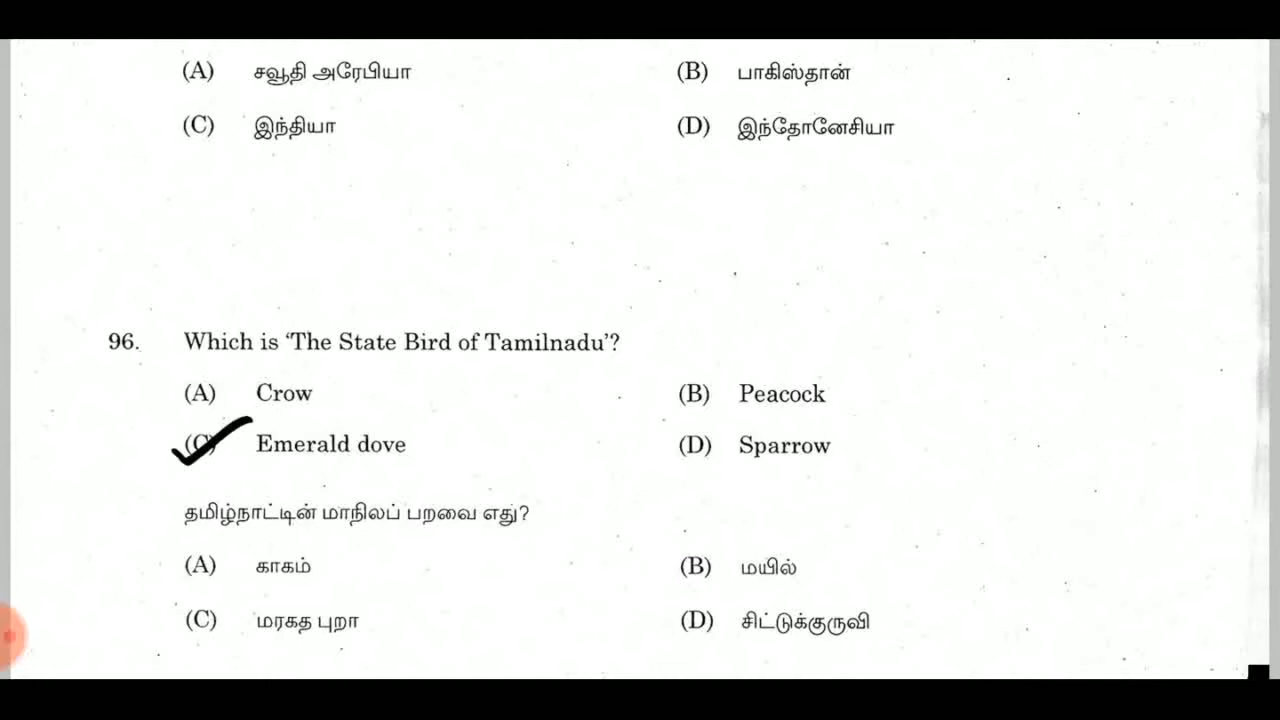 (A) சவூதி அரேபியா (B) பாகிஸ்தான்
(C) இந்தியா (D) இந்தோனேசியா
96. Which is ‘The State Bird of Tamilnadu’?
(A) Crow (B) Peacock
(C) Emerald dove (D) Sparrow
தமிழ்நாட்டின் மாநிலப் பறவை எது?
(A) காகம் (B) மயில்
(C) மரகத புறா (D) சிட்டுக்குருவி